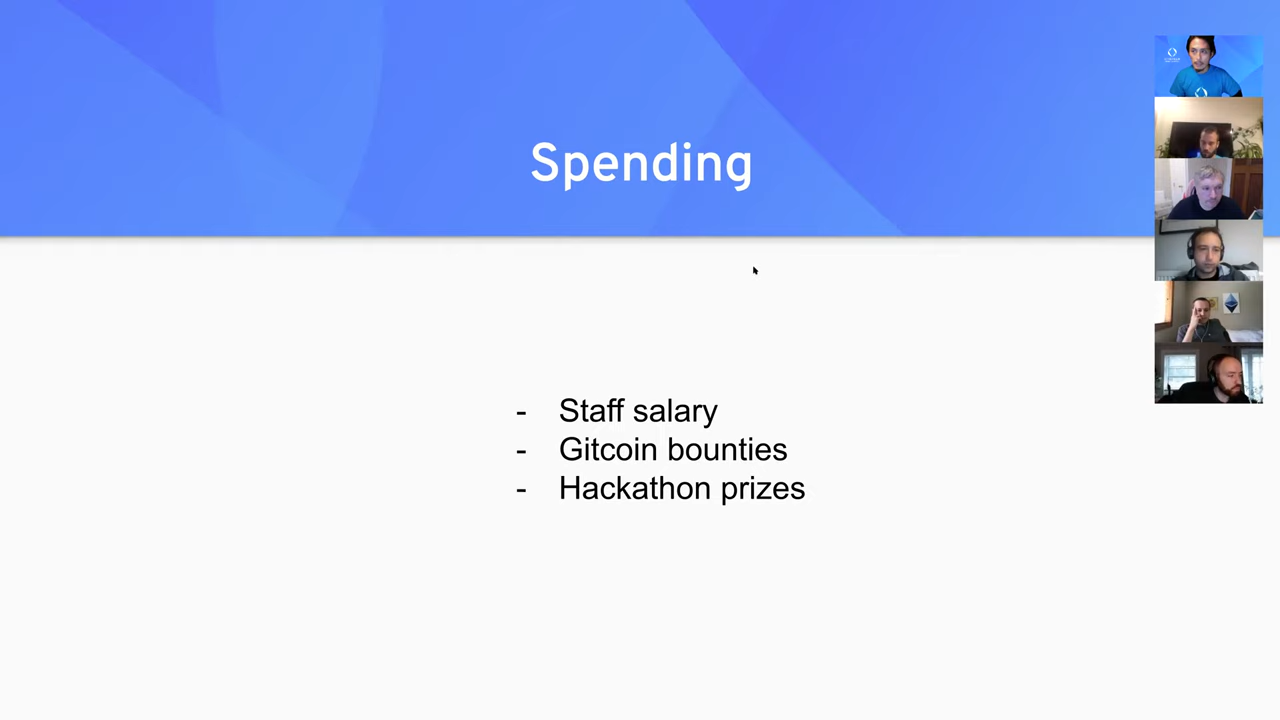 Spending
- Staff salary
- Gitcoin bounties
- Hackathon prizes